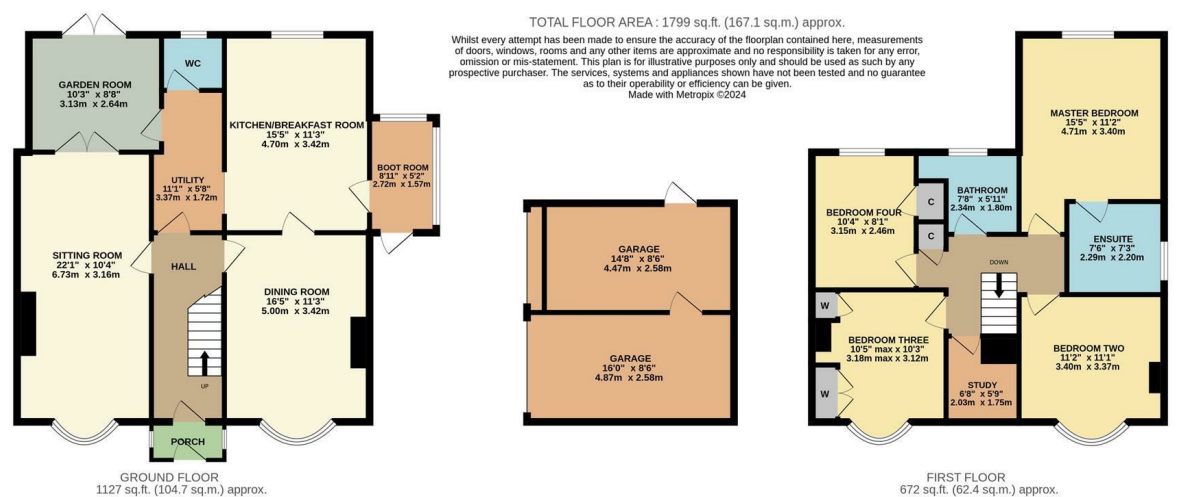 TOTAL FLOOR AREA : 1799 sq.ft. (167.1 sq.m.) approx.
Whilst every attempt has been made to ensure the accuracy of the floorplan contained here, measurements
of doors, windows, rooms and any other items are approximate and no responsibility is taken for any error,
omission or mis-statement. This plan is for illustrative purposes only and should be used as such by any
prospective purchaser. The services, systems and appliances shown have not been tested and no guarantee
as to their operability or efficiency can be given.
Made with Metropix ©2024
GARDEN ROOM
10'3" x 8'8"
3.13m x 2.64m
WC
KITCHEN/BREAKFAST ROOM
15'5" x 11'3"
4.70m x 3.42m
BOOT ROOM
8'11" x 5'2"
2.72m x 1.57m
UTILITY
11'1" x 5'8"
3.37m x 1.72m
SITTING ROOM
22'1" x 10'4"
6.73m x 3.16m
HALL
DINING ROOM
16'5" x 11'3"
5.00m x 3.42m
UP
PORCH
GROUND FLOOR
1127 sq.ft. (104.7 sq.m.) approx.
GARAGE
14'8" x 8'6"
4.47m x 2.58m
GARAGE
16'0" x 8'6"
4.87m x 2.58m
MASTER BEDROOM
15'5" x 11'2"
4.71m x 3.40m
BATHROOM
7'8" x 5'11"
2.34m x 1.80m
C
C
BEDROOM FOUR
10'4" x 8'1"
3.15m x 2.46m
ENSUITE
7'6" x 7'3"
2.29m x 2.20m
DOWN
W
W
BEDROOM THREE
10'5" max x 10'3"
3.18m max x 3.12m
BEDROOM TWO
11'2" x 11'1"
3.40m x 3.37m
STUDY
6'8" x 5'9"
2.03m x 1.75m
FIRST FLOOR
672 sq.ft. (62.4 sq.m.) approx.